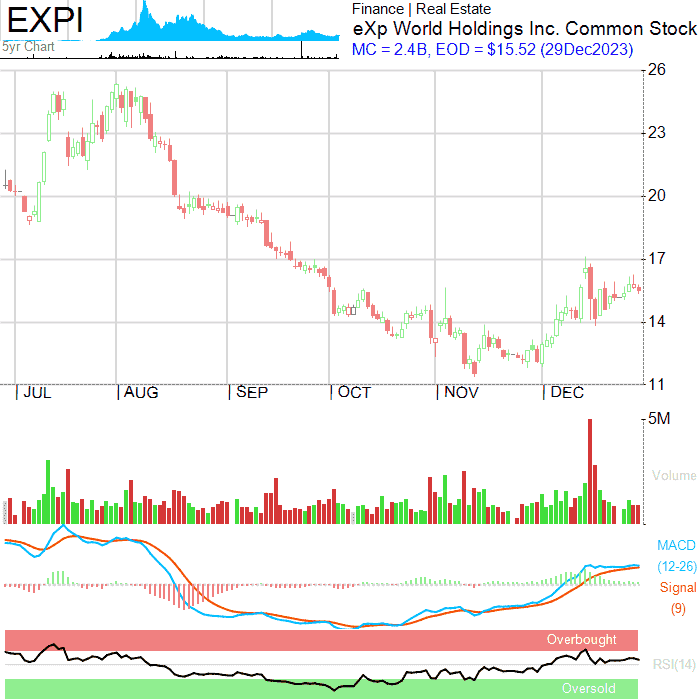 EXPI
5yr Chart
Finance | Real Estate
eXp World Holdings Inc. Common Stock
MC = 2.4B, EOD = $15.52 (29Dec2023)
26
23
20
17
14
11
JUL AUG SEP OCT NOV DEC
5M
Volume
MACD
(12-26)
Signal
(9)
Overbought
RSI(14)
Oversold